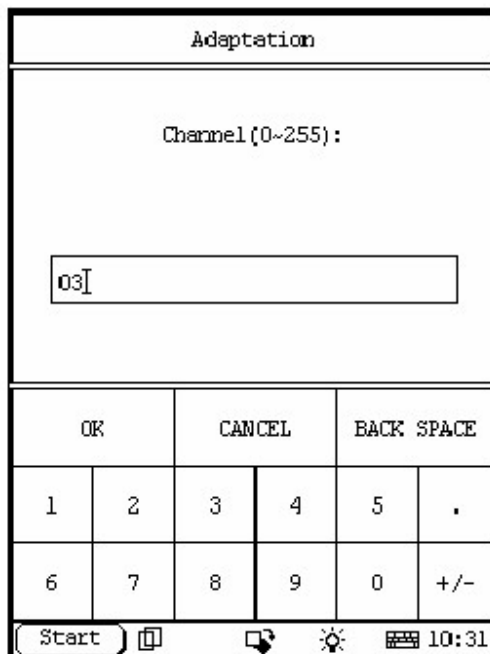 Adaptation
Channel(0~255):
03
OK CANCEL BACK SPACE
1 2 3 4 5 .
6 7 8 9 0 +/-
Start 10:31